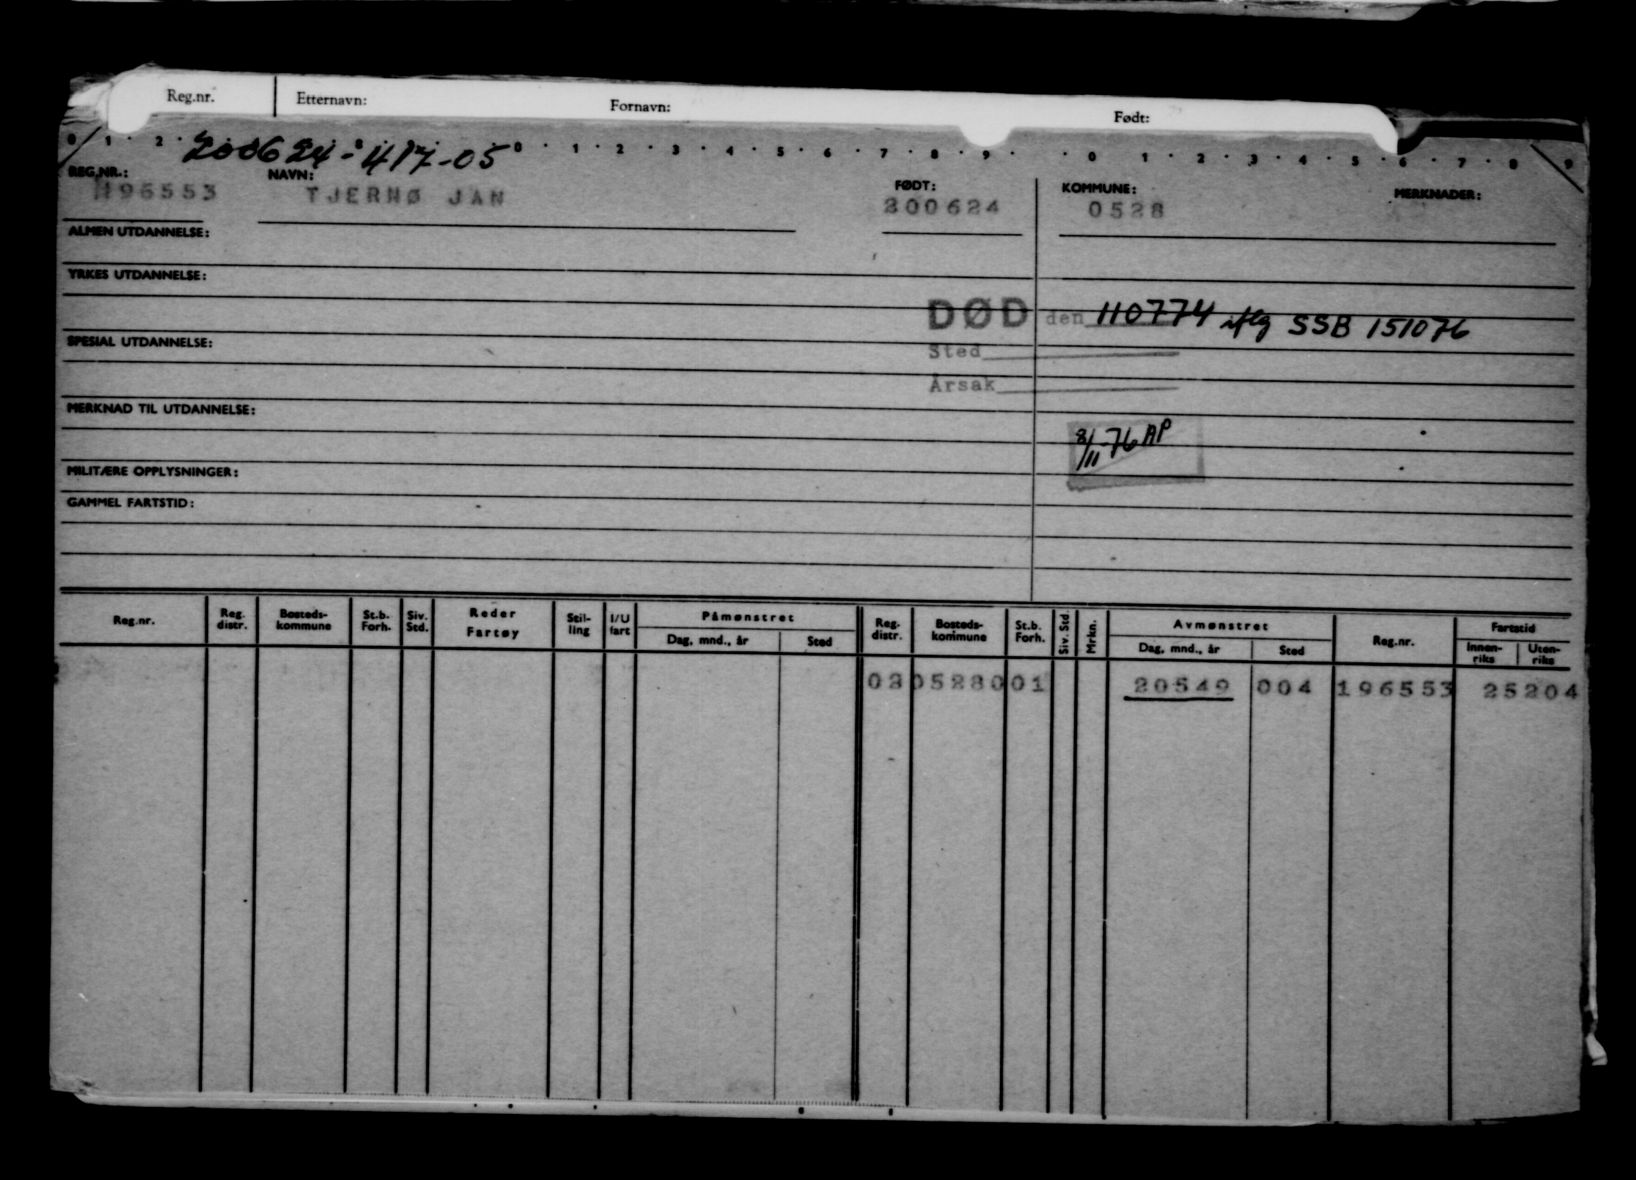 Reg.nr. Etternavn: Fornavn: Født:
0 1 2 0 1 2 3 4 5 6 7 8 9 0 1 2 3 4 5 6 7 8 9
200624-417-05
REG.NR.: NAVN: FØDT: KOMMUNE: MERKNADER:
N196553 TJERNØ JAN 200624 0528
ALMEN UTDANNELSE:
YRKES UTDANNELSE:
DØD den 110774 iflg SSB 151076
SPESIAL UTDANNELSE: Sted
Årsak
MERKNAD TIL UTDANNELSE:
8/11-76 AP
MILITÆRE OPPLYSNINGER:
GAMMEL FARTSTID:
Reg.nr. Reg. distr. Bosteds-kommune St.b. Forh. Siv. Std. Reder Fartøy Stil-ling I/U fart Påmønstret Reg. distr. Bosteds-kommune St.b. Forh. Siv. Std. Mrkn. Avmønstret Reg.nr. Fartstid
Dag, mnd., år Sted Dag, mnd., år Sted Innen-riks Uten-riks
02 05280 01 20549 004 196553 25204